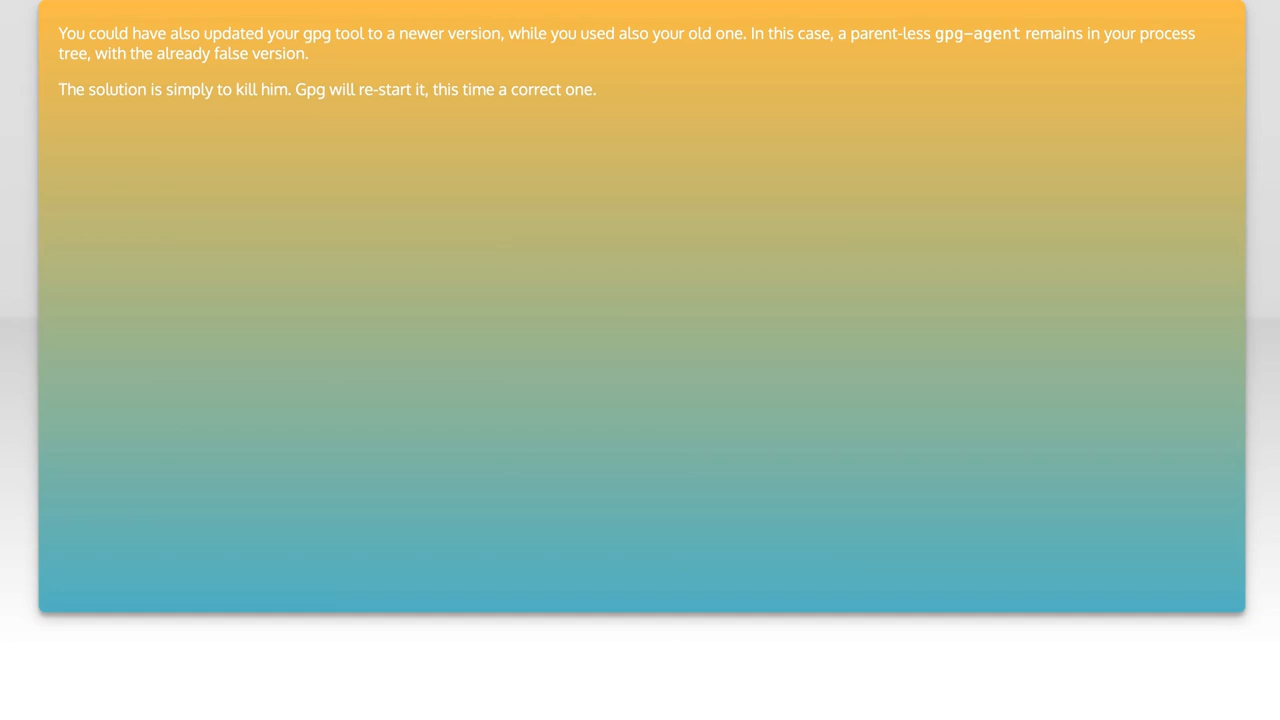 You could have also updated your gpg tool to a newer version, while you used also your old one. In this case, a parent-less gpg-agent remains in your process
tree, with the already false version.
The solution is simply to kill him. Gpg will re-start it, this time a correct one.